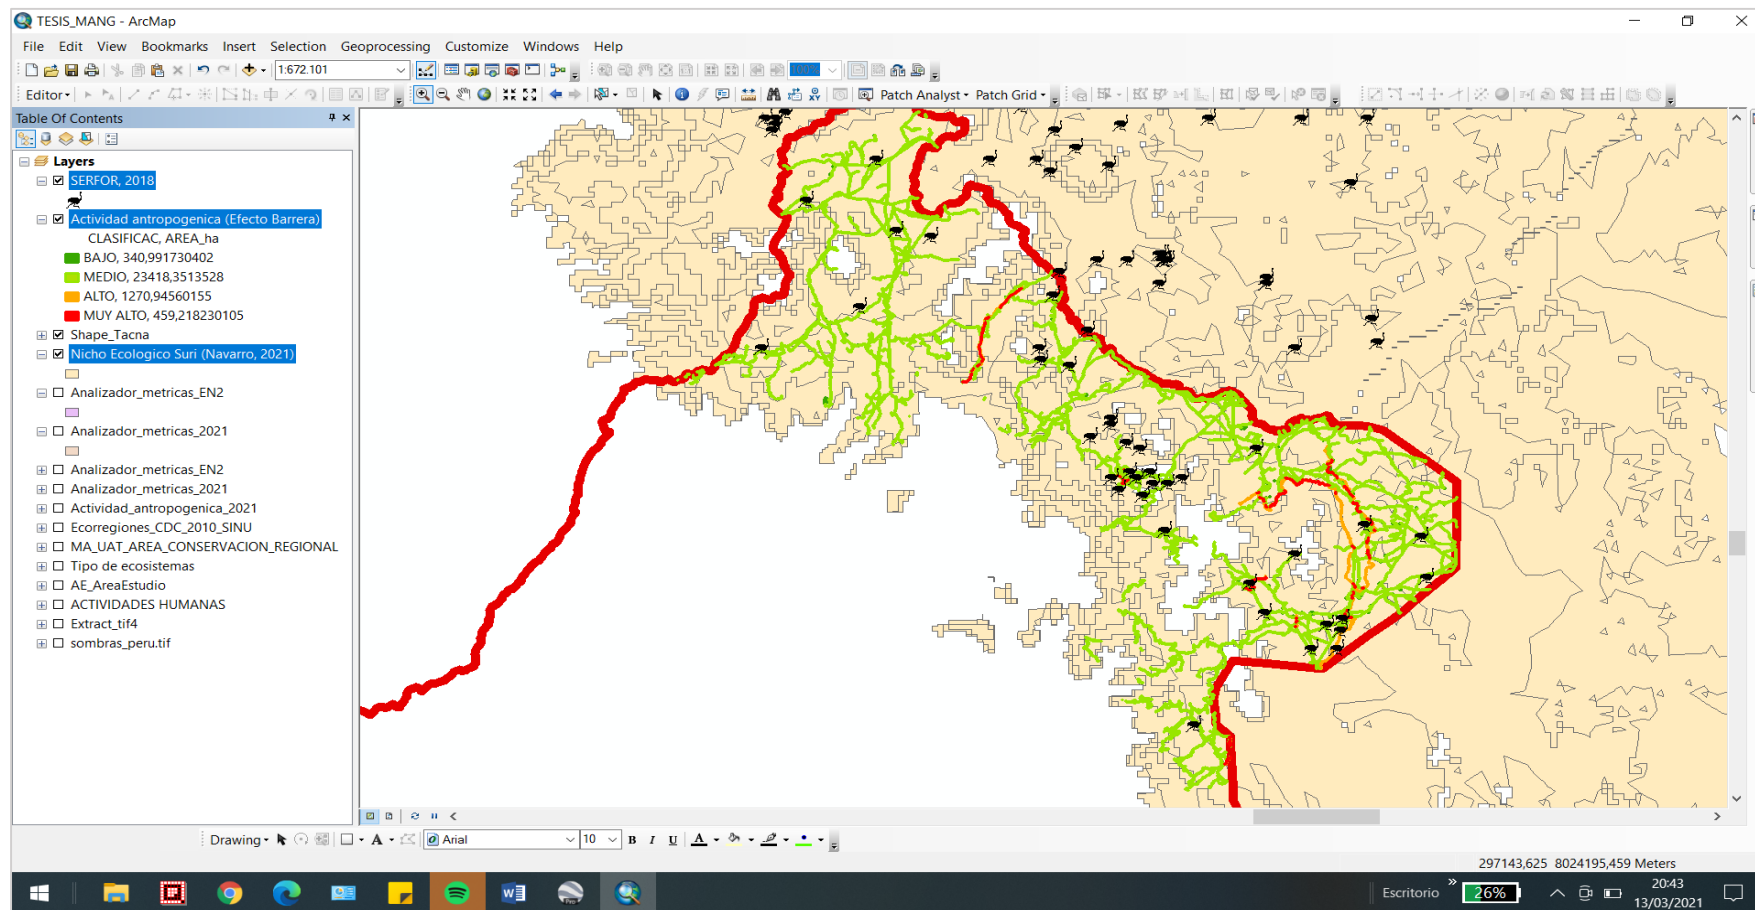 TESIS_MANG - ArcMap
File Edit View Bookmarks Insert Selection Geoprocessing Customize Windows Help
1:672.101
Editor Patch Analyst Patch Grid
Table Of Contents
Layers
SERFOR, 2018
Actividad antropogenica (Efecto Barrera)
CLASIFICAC, AREA_ha
BAJO, 340,991730402
MEDIO, 23418,3513528
ALTO, 1270,94560155
MUY ALTO, 459,218230105
Shape_Tacna
Nicho Ecologico Suri (Navarro, 2021)
Analizador_metricas_EN2
Analizador_metricas_2021
Analizador_metricas_EN2
Analizador_metricas_2021
Actividad_antropogenica_2021
Ecorregiones_CDC_2010_SINU
MA_UAT_AREA_CONSERVACION_REGIONAL
Tipo de ecosistemas
AE_AreaEstudio
ACTIVIDADES HUMANAS
Extract_tif4
sombras_peru.tif
Drawing A Arial 10 B I U A
297143,625 8024195,459 Meters
Escritorio 26% 20:43
13/03/2021